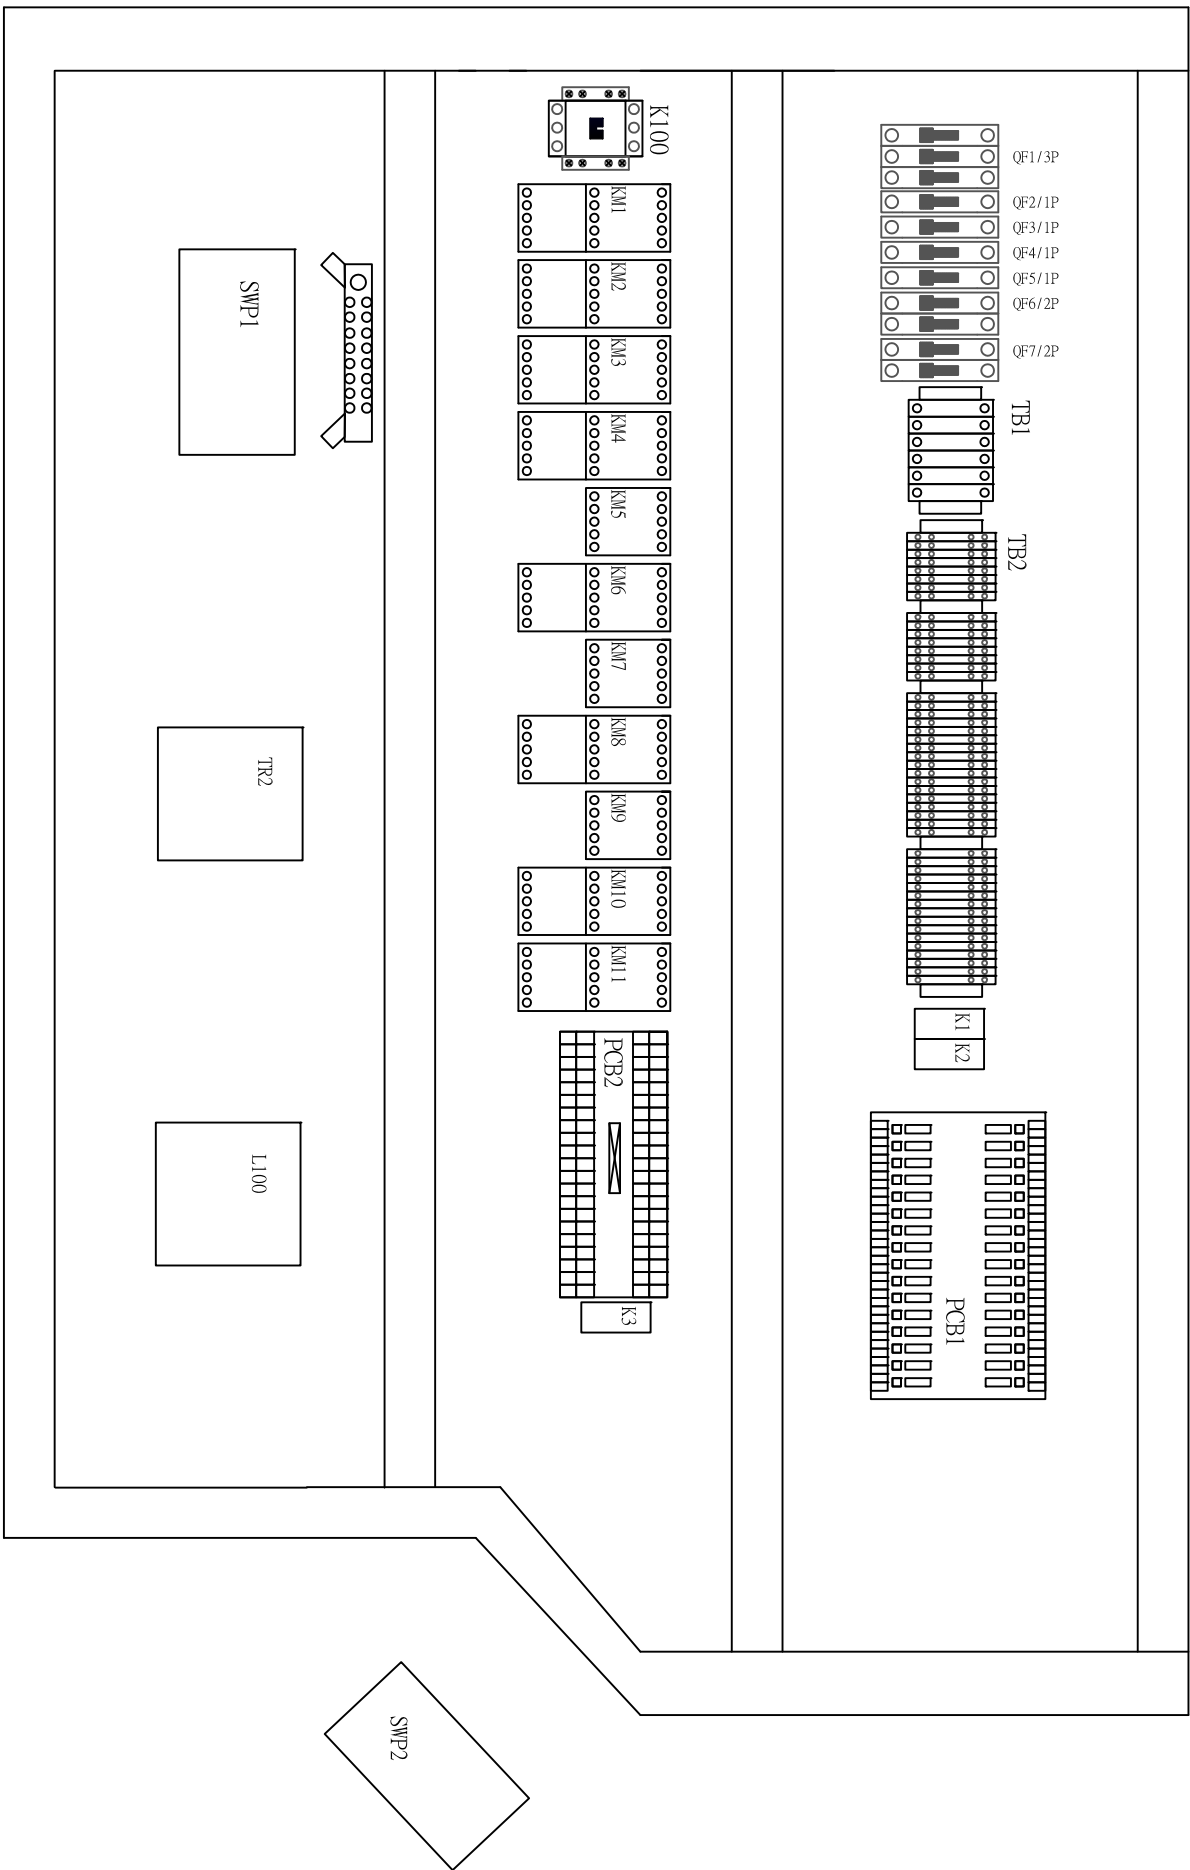 QF1/3P
QF2/1P
QF3/1P
QF4/1P
QF5/1P
QF6/2P
QF7/2P
TB1
TB2
K1
K2
PCB1
K100
KM1
KM2
KM3
KM4
KM5
KM6
KM7
KM8
KM9
KM10
KM11
PCB2
K3
SWP1
TR2
L100
SWP2